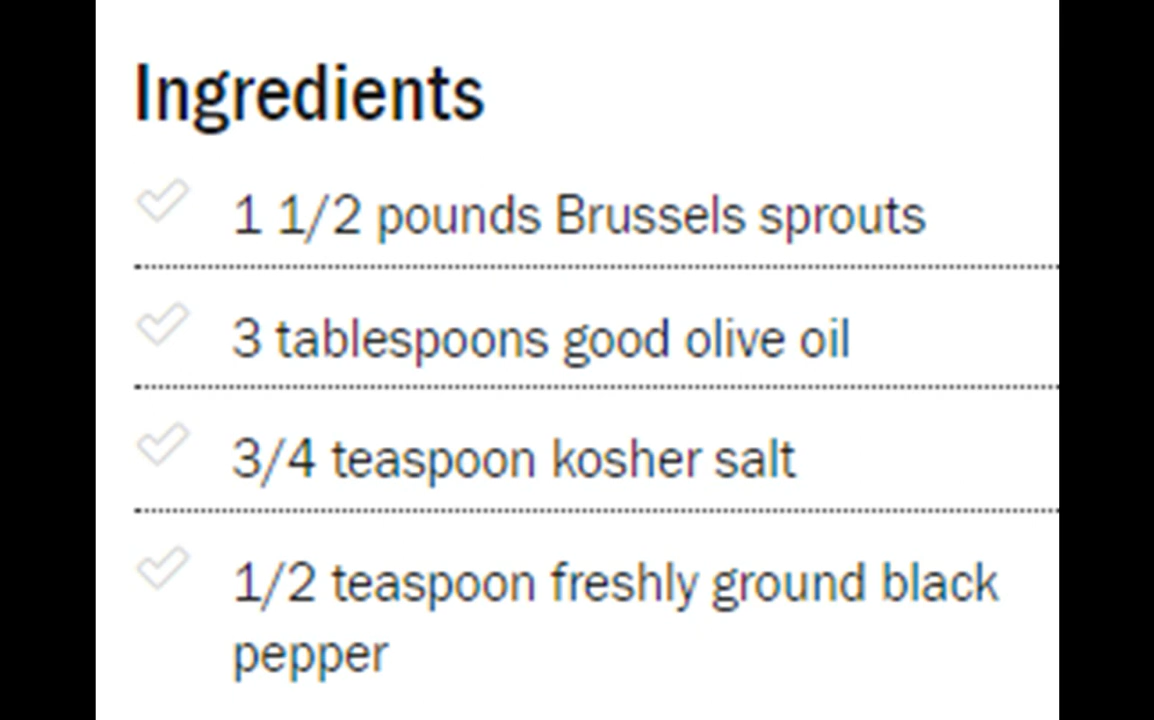 Ingredients
1 1/2 pounds Brussels sprouts
3 tablespoons good olive oil
3/4 teaspoon kosher salt
1/2 teaspoon freshly ground black
pepper